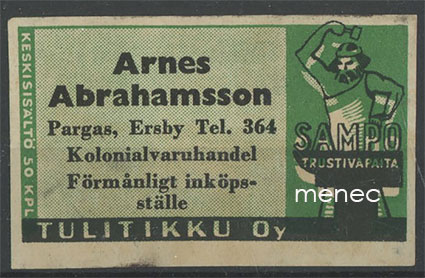 KESKISISÄLTÖ 50 KPL
Arnes
Abrahamsson
Pargas, Ersby Tel. 364
Kolonialvaruhandel
Förmånligt inköps-
ställe
SAMPO
TRUSTIVAPAITA
menec
TULITIKKU Oy